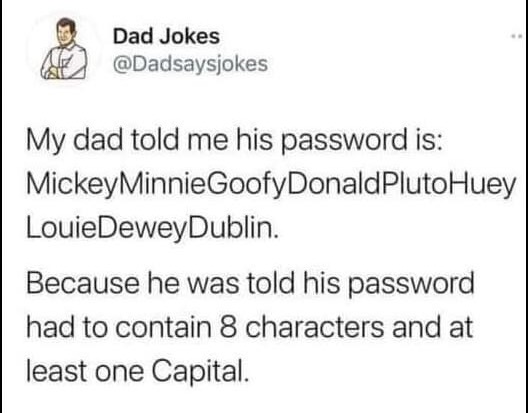 Dad Jokes
@Dadsaysjokes
My dad told me his password is:
MickeyMinnieGoofyDonaldPlutoHuey
LouieDeweyDublin.
Because he was told his password
had to contain 8 characters and at
least one Capital.